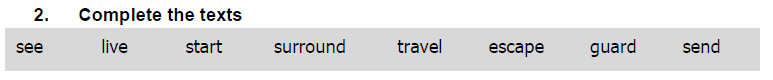 2. Complete the texts
see live start surround travel escape guard send